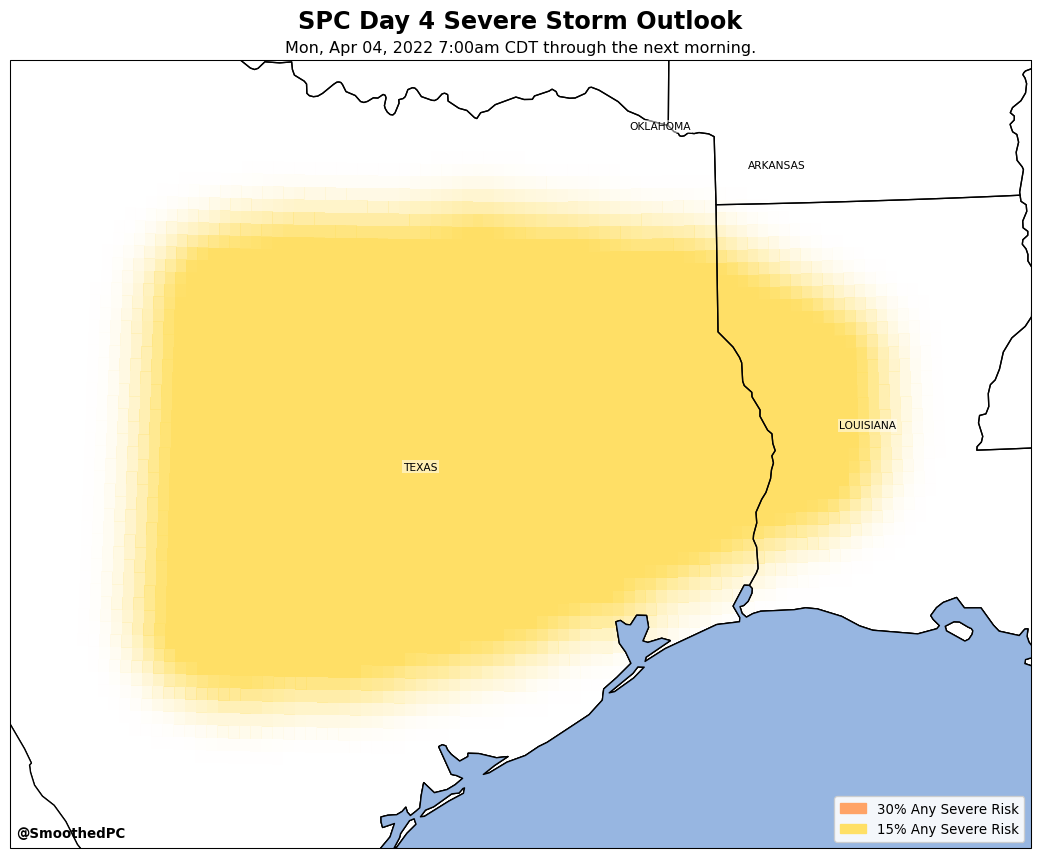 SPC Day 4 Severe Storm Outlook
Mon, Apr 04, 2022 7:00am CDT through the next morning.
OKLAHOMA
ARKANSAS
LOUISIANA
TEXAS
30% Any Severe Risk
15% Any Severe Risk
@SmoothedPC